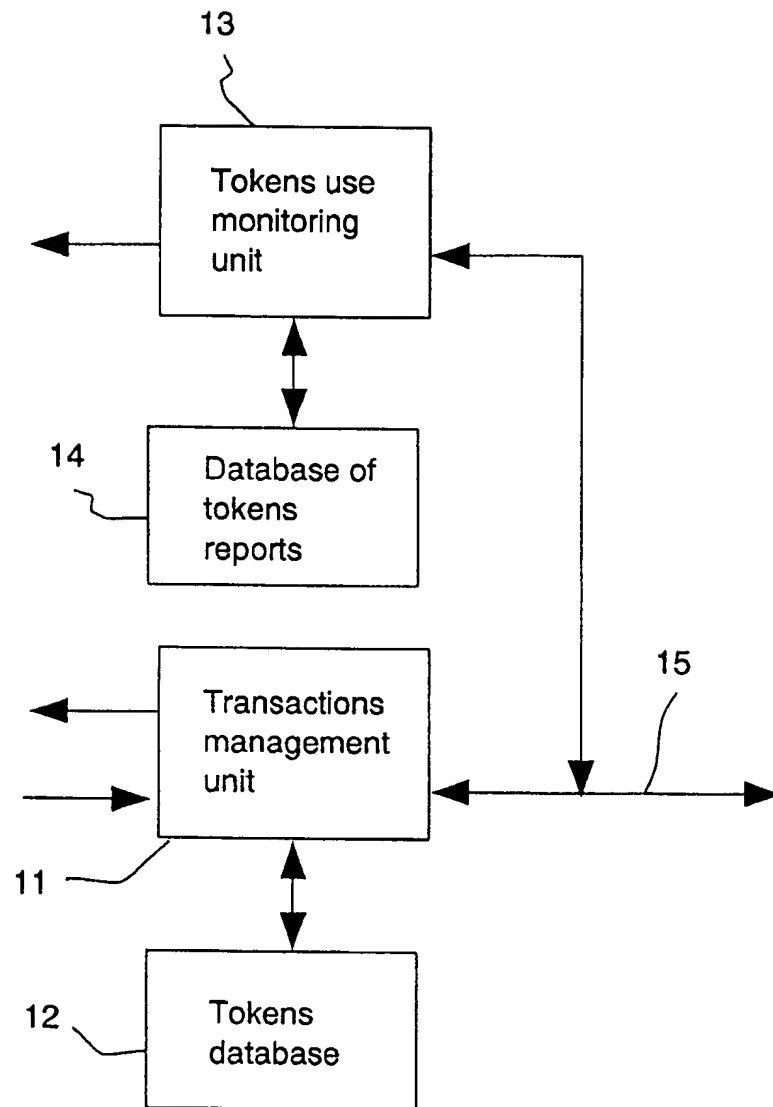 13
Tokens use
monitoring
unit
14
Database of
tokens
reports
15
Transactions
management
unit
11
12
Tokens
database